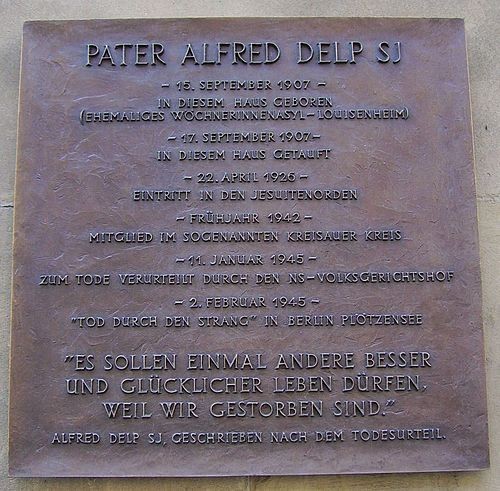 PATER ALFRED DELP SJ
– 15. SEPTEMBER 1907 –
IN DIESEM HAUS GEBOREN
(EHEMALIGES WÖCHNERINNENASYL – LOUISENHEIM)
– 17. SEPTEMBER 1907 –
IN DIESEM HAUS GETAUFT
– 22. APRIL 1926 –
EINTRITT IN DEN JESUITENORDEN
– FRÜHJAHR 1942 –
MITGLIED IM SOGENANNTEN KREISAUER KREIS
– 11. JANUAR 1945 –
ZUM TODE VERURTEILT DURCH DEN NS-VOLKSGERICHTSHOF
– 2. FEBRUAR 1945 –
"TOD DURCH DEN STRANG" IN BERLIN PLÖTZENSEE
"ES SOLLEN EINMAL ANDERE BESSER
UND GLÜCKLICHER LEBEN DÜRFEN,
WEIL WIR GESTORBEN SIND."
ALFRED DELP SJ, GESCHRIEBEN NACH DEM TODESURTEIL.